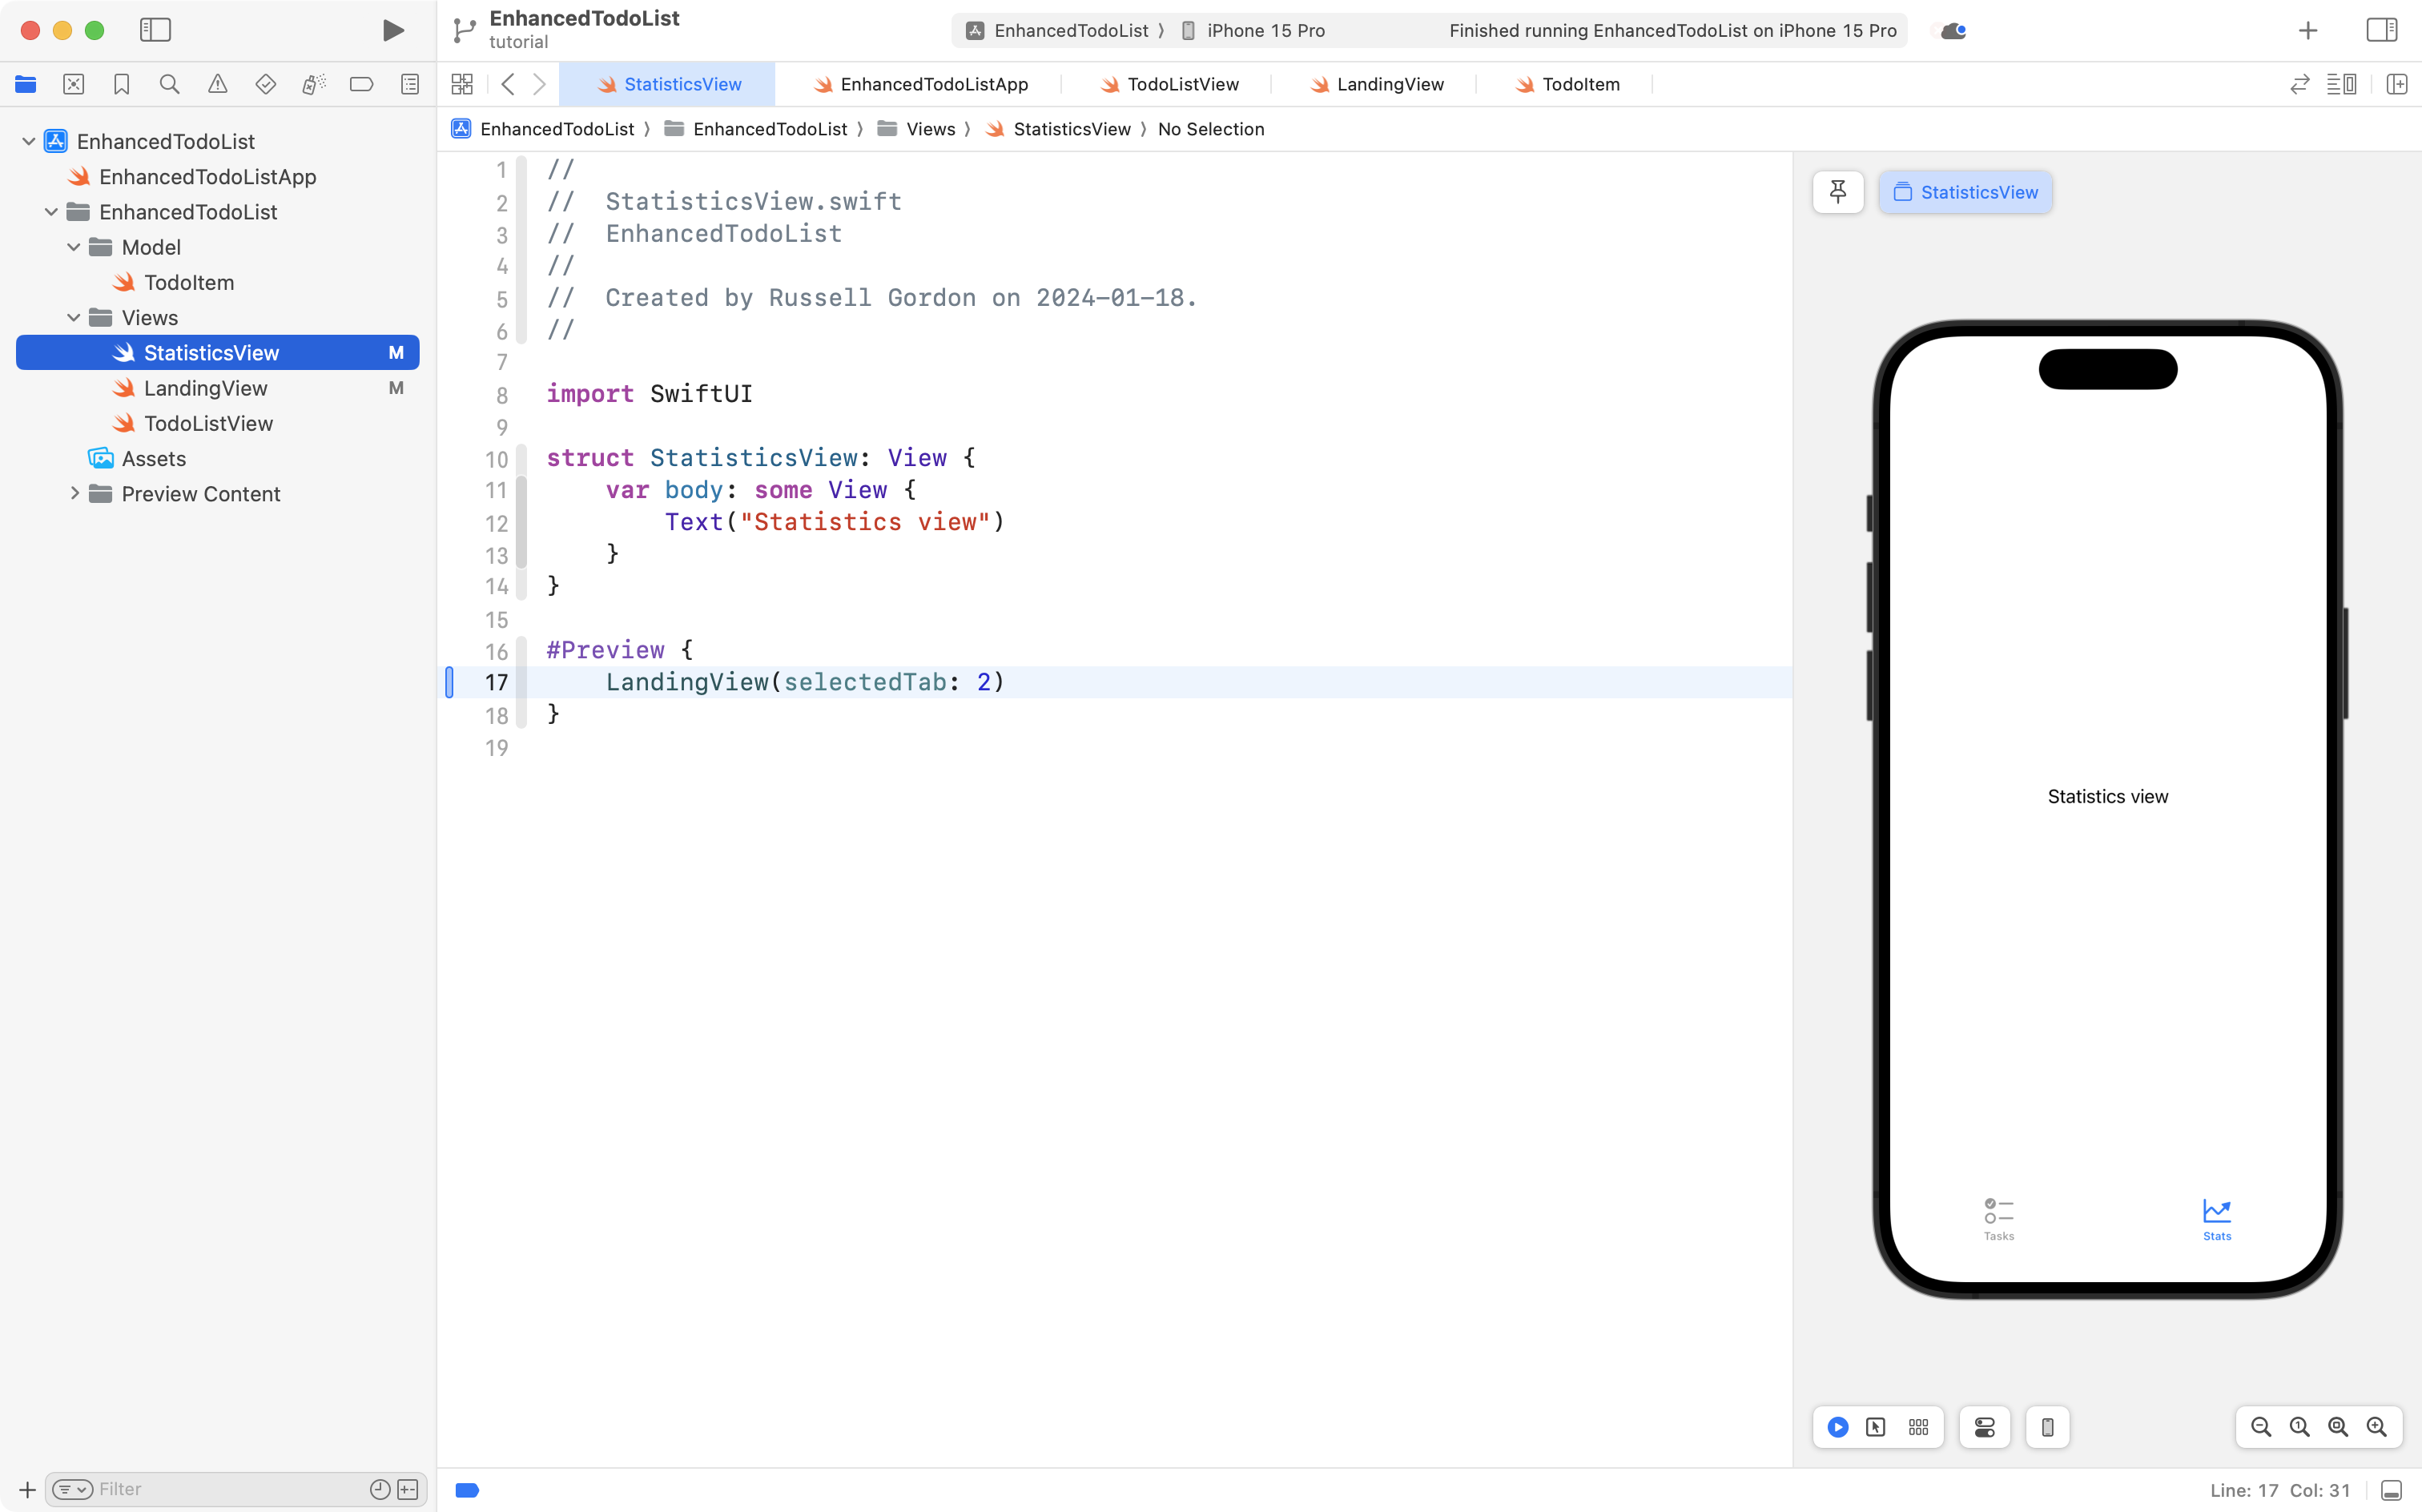 EnhancedTodoList
tutorial
EnhancedTodoList 〉 iPhone 15 Pro
Finished running EnhancedTodoList on iPhone 15 Pro
StatisticsView
EnhancedTodoListApp
TodoListView
LandingView
TodoItem
EnhancedTodoList 〉 EnhancedTodoList 〉 Views 〉 StatisticsView 〉 No Selection
EnhancedTodoList
EnhancedTodoListApp
EnhancedTodoList
Model
TodoItem
Views
StatisticsView M
LandingView M
TodoListView
Assets
Preview Content
Filter
1 //
2 //  StatisticsView.swift
3 //  EnhancedTodoList
4 //
5 //  Created by Russell Gordon on 2024-01-18.
6 //
7
8 import SwiftUI
9
10 struct StatisticsView: View {
11     var body: some View {
12         Text("Statistics view")
13     }
14 }
15
16 #Preview {
17     LandingView(selectedTab: 2)
18 }
19
StatisticsView
Statistics view
Tasks
Stats
Line: 17 Col: 31